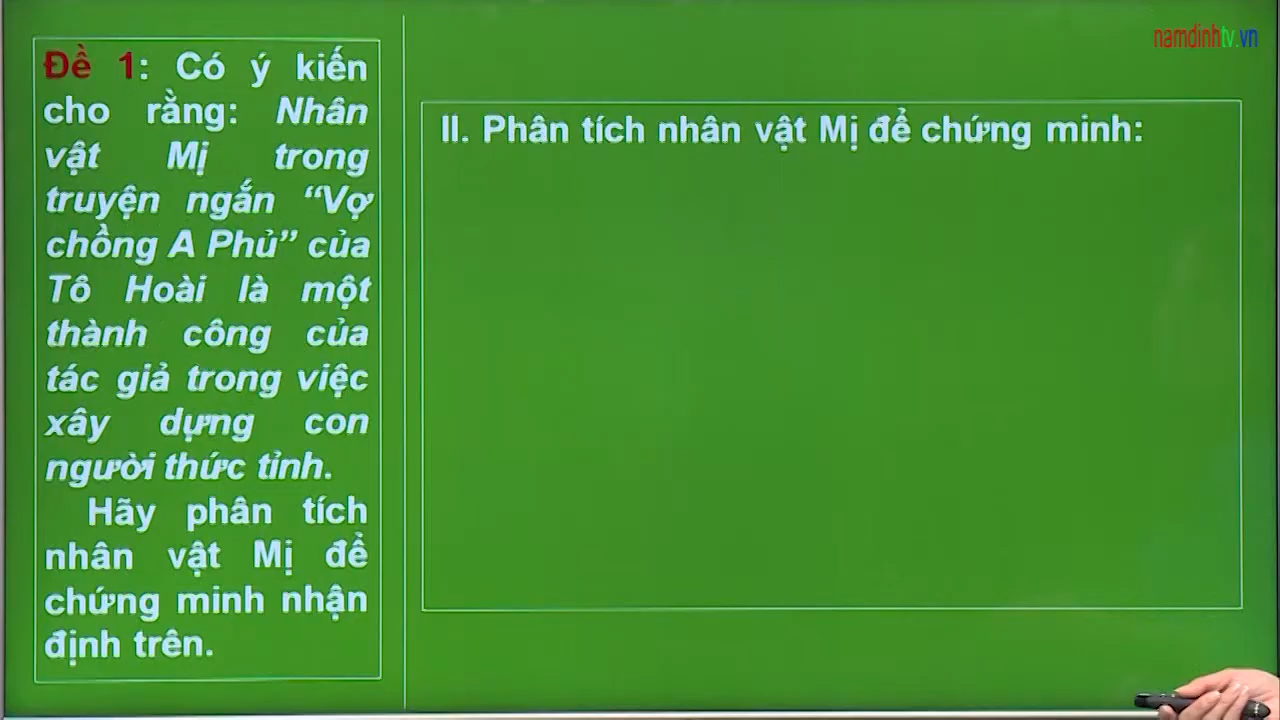 Đề 1: Có ý kiến
cho rằng: Nhân
vật Mị trong
truyện ngắn “Vợ
chồng A Phủ” của
Tô Hoài là một
thành công của
tác giả trong việc
xây dựng con
người thức tỉnh.
Hãy phân tích
nhân vật Mị để
chứng minh nhận
định trên.
namdinhtv.vn
II. Phân tích nhân vật Mị để chứng minh: